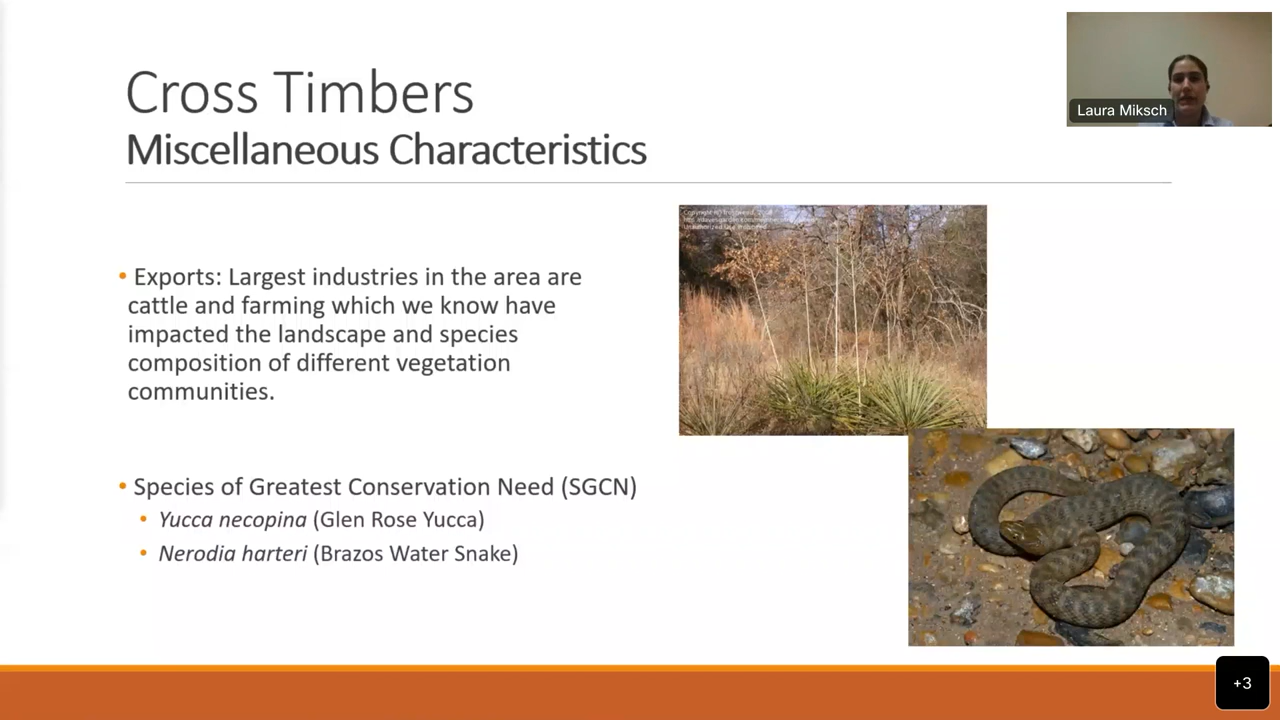 Cross Timbers
Miscellaneous Characteristics
Laura Miksch
• Exports: Largest industries in the area are
cattle and farming which we know have
impacted the landscape and species
composition of different vegetation
communities.
• Species of Greatest Conservation Need (SGCN)
• Yucca necopina (Glen Rose Yucca)
• Nerodia harteri (Brazos Water Snake)
+3